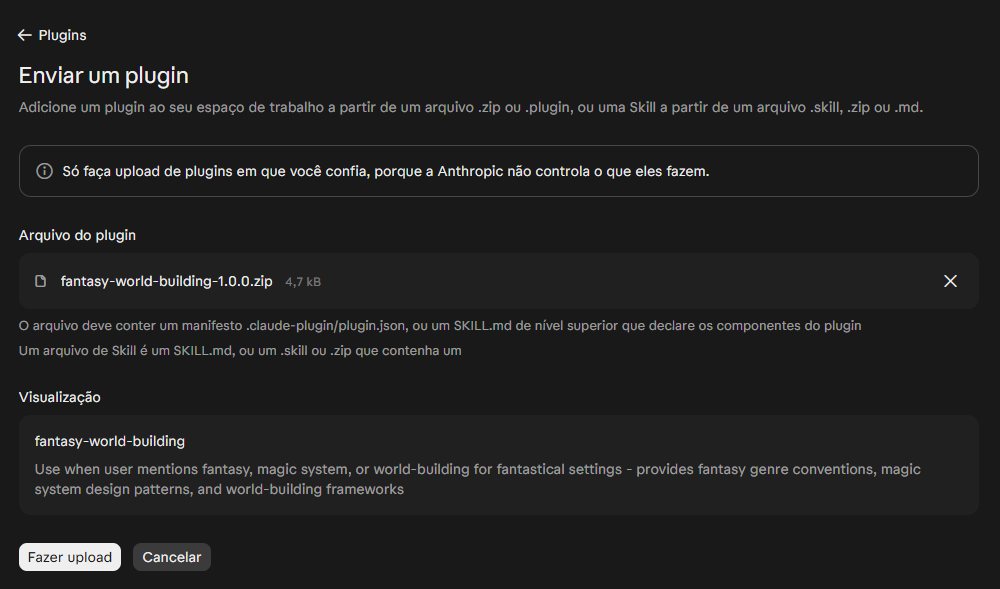 Plugins
Enviar um plugin
Adicione um plugin ao seu espaço de trabalho a partir de um arquivo .zip ou .plugin, ou uma Skill a partir de um arquivo .skill, .zip ou .md.
Só faça upload de plugins em que você confia, porque a Anthropic não controla o que eles fazem.
Arquivo do plugin
fantasy-world-building-1.0.0.zip 4,7 kB
O arquivo deve conter um manifesto .claude-plugin/plugin.json, ou um SKILL.md de nível superior que declare os componentes do plugin
Um arquivo de Skill é um SKILL.md, ou um .skill ou .zip que contenha um
Visualização
fantasy-world-building
Use when user mentions fantasy, magic system, or world-building for fantastical settings - provides fantasy genre conventions, magic
system design patterns, and world-building frameworks
Fazer upload Cancelar